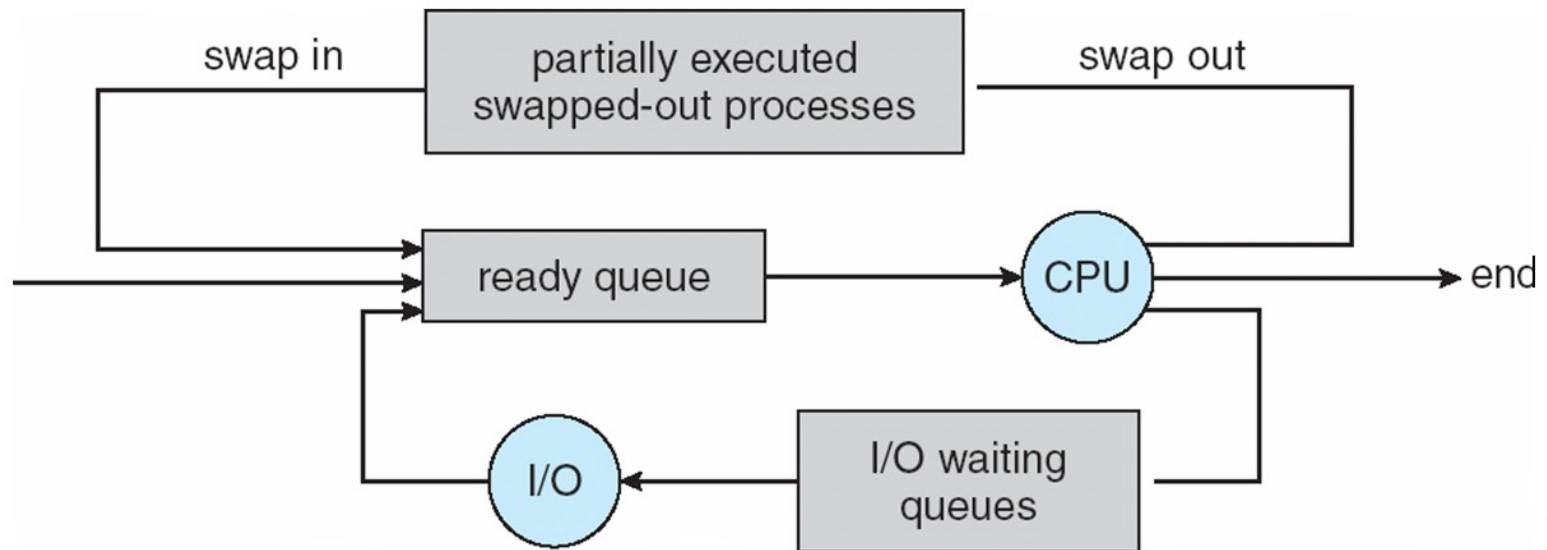 swap in
partially executed
swapped-out processes
swap out
ready queue
CPU
end
I/O
I/O waiting
queues